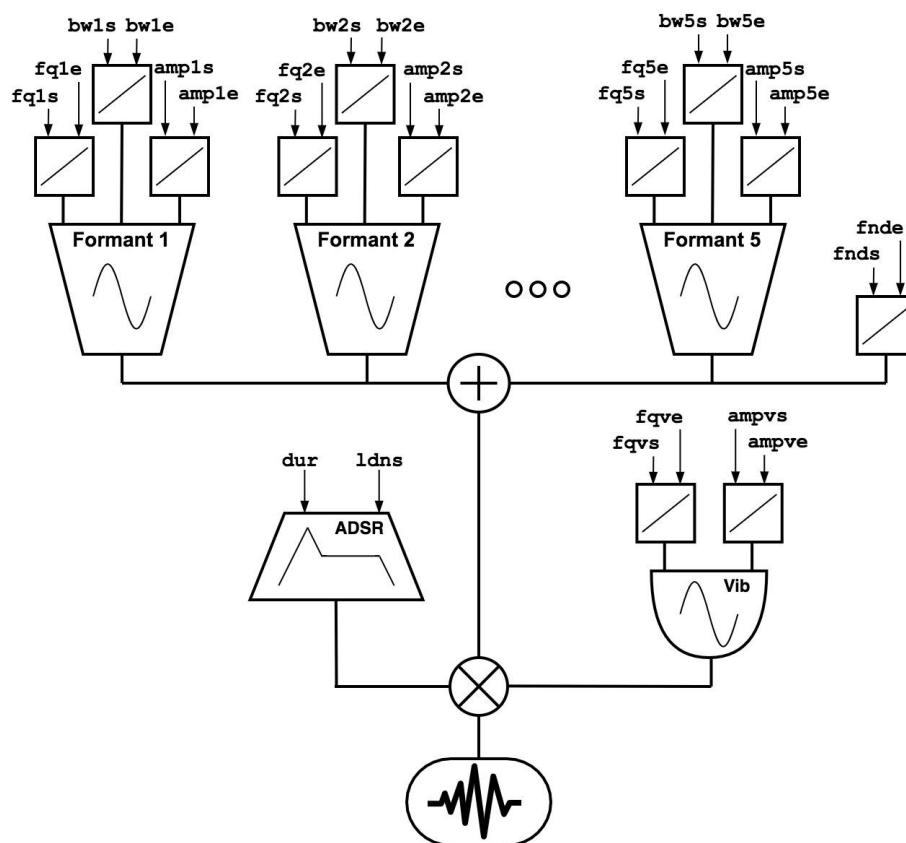 bw1s bw1e
fq1e amp1s
fq1s amp1e
Formant 1
bw2s bw2e
fq2e amp2s
fq2s amp2e
Formant 2
bw5s bw5e
fq5e amp5s
fq5s amp5e
Formant 5
fnde
fnds
dur ldns
ADSR
fqve ampvs
fqvs ampve
Vib